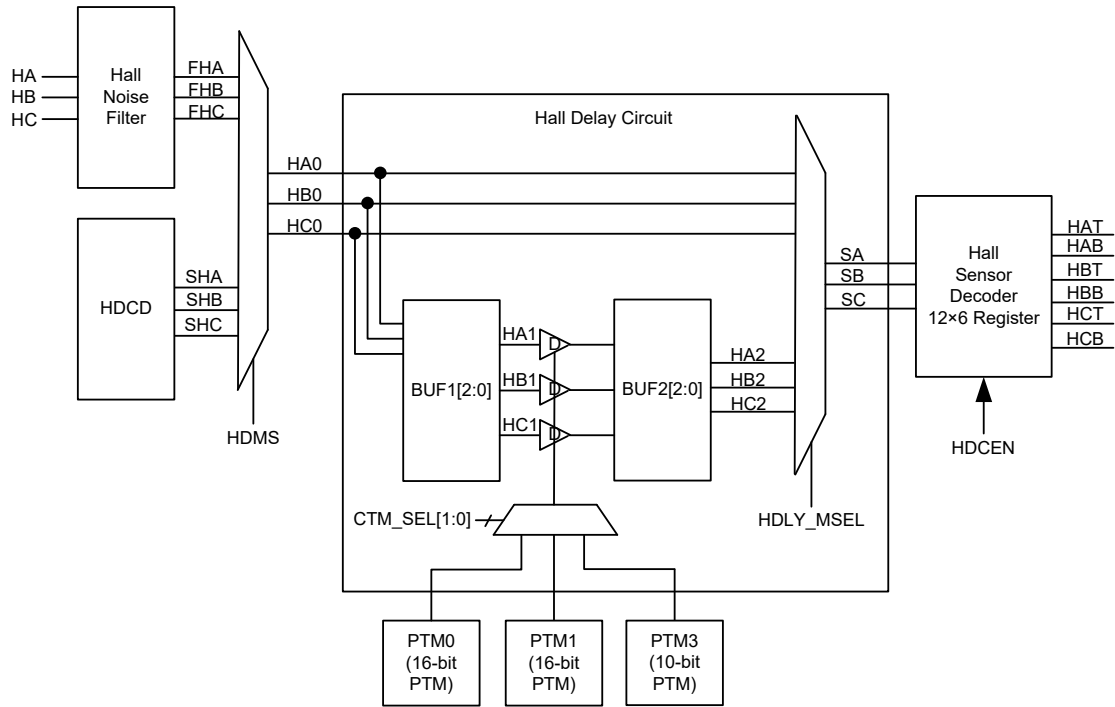 HA
HB
HC
Hall
Noise
Filter
FHA
FHB
FHC
HDCD
SHA
SHB
SHC
HDMS
HA0
HB0
HC0
Hall Delay Circuit
BUF1[2:0]
HA1
HB1
HC1
D
D
D
BUF2[2:0]
HA2
HB2
HC2
CTM_SEL[1:0]
HDLY_MSEL
SA
SB
SC
Hall
Sensor
Decoder
12×6 Register
HAT
HAB
HBT
HBB
HCT
HCB
HDCEN
PTM0
(16-bit
PTM)
PTM1
(16-bit
PTM)
PTM3
(10-bit
PTM)